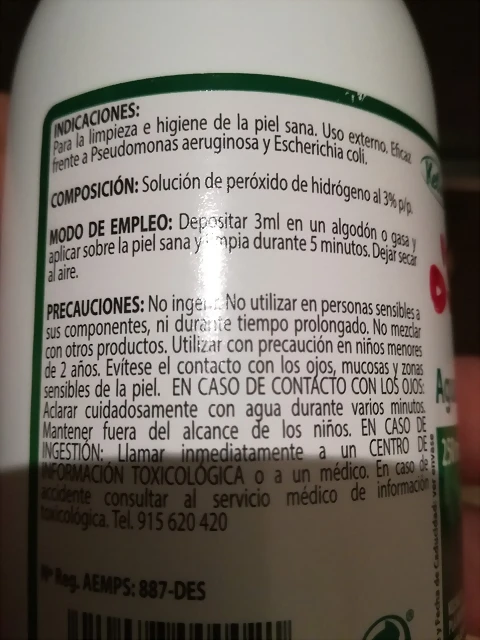 INDICACIONES:
Para la limpieza e higiene de la piel sana. Uso externo. Eficaz
frente a Pseudomonas aeruginosa y Escherichia coli.
COMPOSICIÓN: Solución de peróxido de hidrógeno al 3% p/p.
MODO DE EMPLEO: Depositar 3ml en un algodón o gasa y
aplicar sobre la piel sana y limpia durante 5 minutos. Dejar secar
al aire.
PRECAUCIONES: No ingerir. No utilizar en personas sensibles a
sus componentes, ni durante tiempo prolongado. No mezclar
con otros productos. Utilizar con precaución en niños menores
de 2 años. Evítese el contacto con los ojos, mucosas y zonas
sensibles de la piel. EN CASO DE CONTACTO CON LOS OJOS:
Aclarar cuidadosamente con agua durante varios minutos.
Mantener fuera del alcance de los niños. EN CASO DE
INGESTIÓN: Llamar inmediatamente a un CENTRO DE
INFORMACIÓN TOXICOLÓGICA o a un médico. En caso de
accidente consultar al servicio médico de información
toxicológica. Tel. 915 620 420
Nº Reg. AEMPS: 887-DES
y Fecha de Caducidad: ver envase